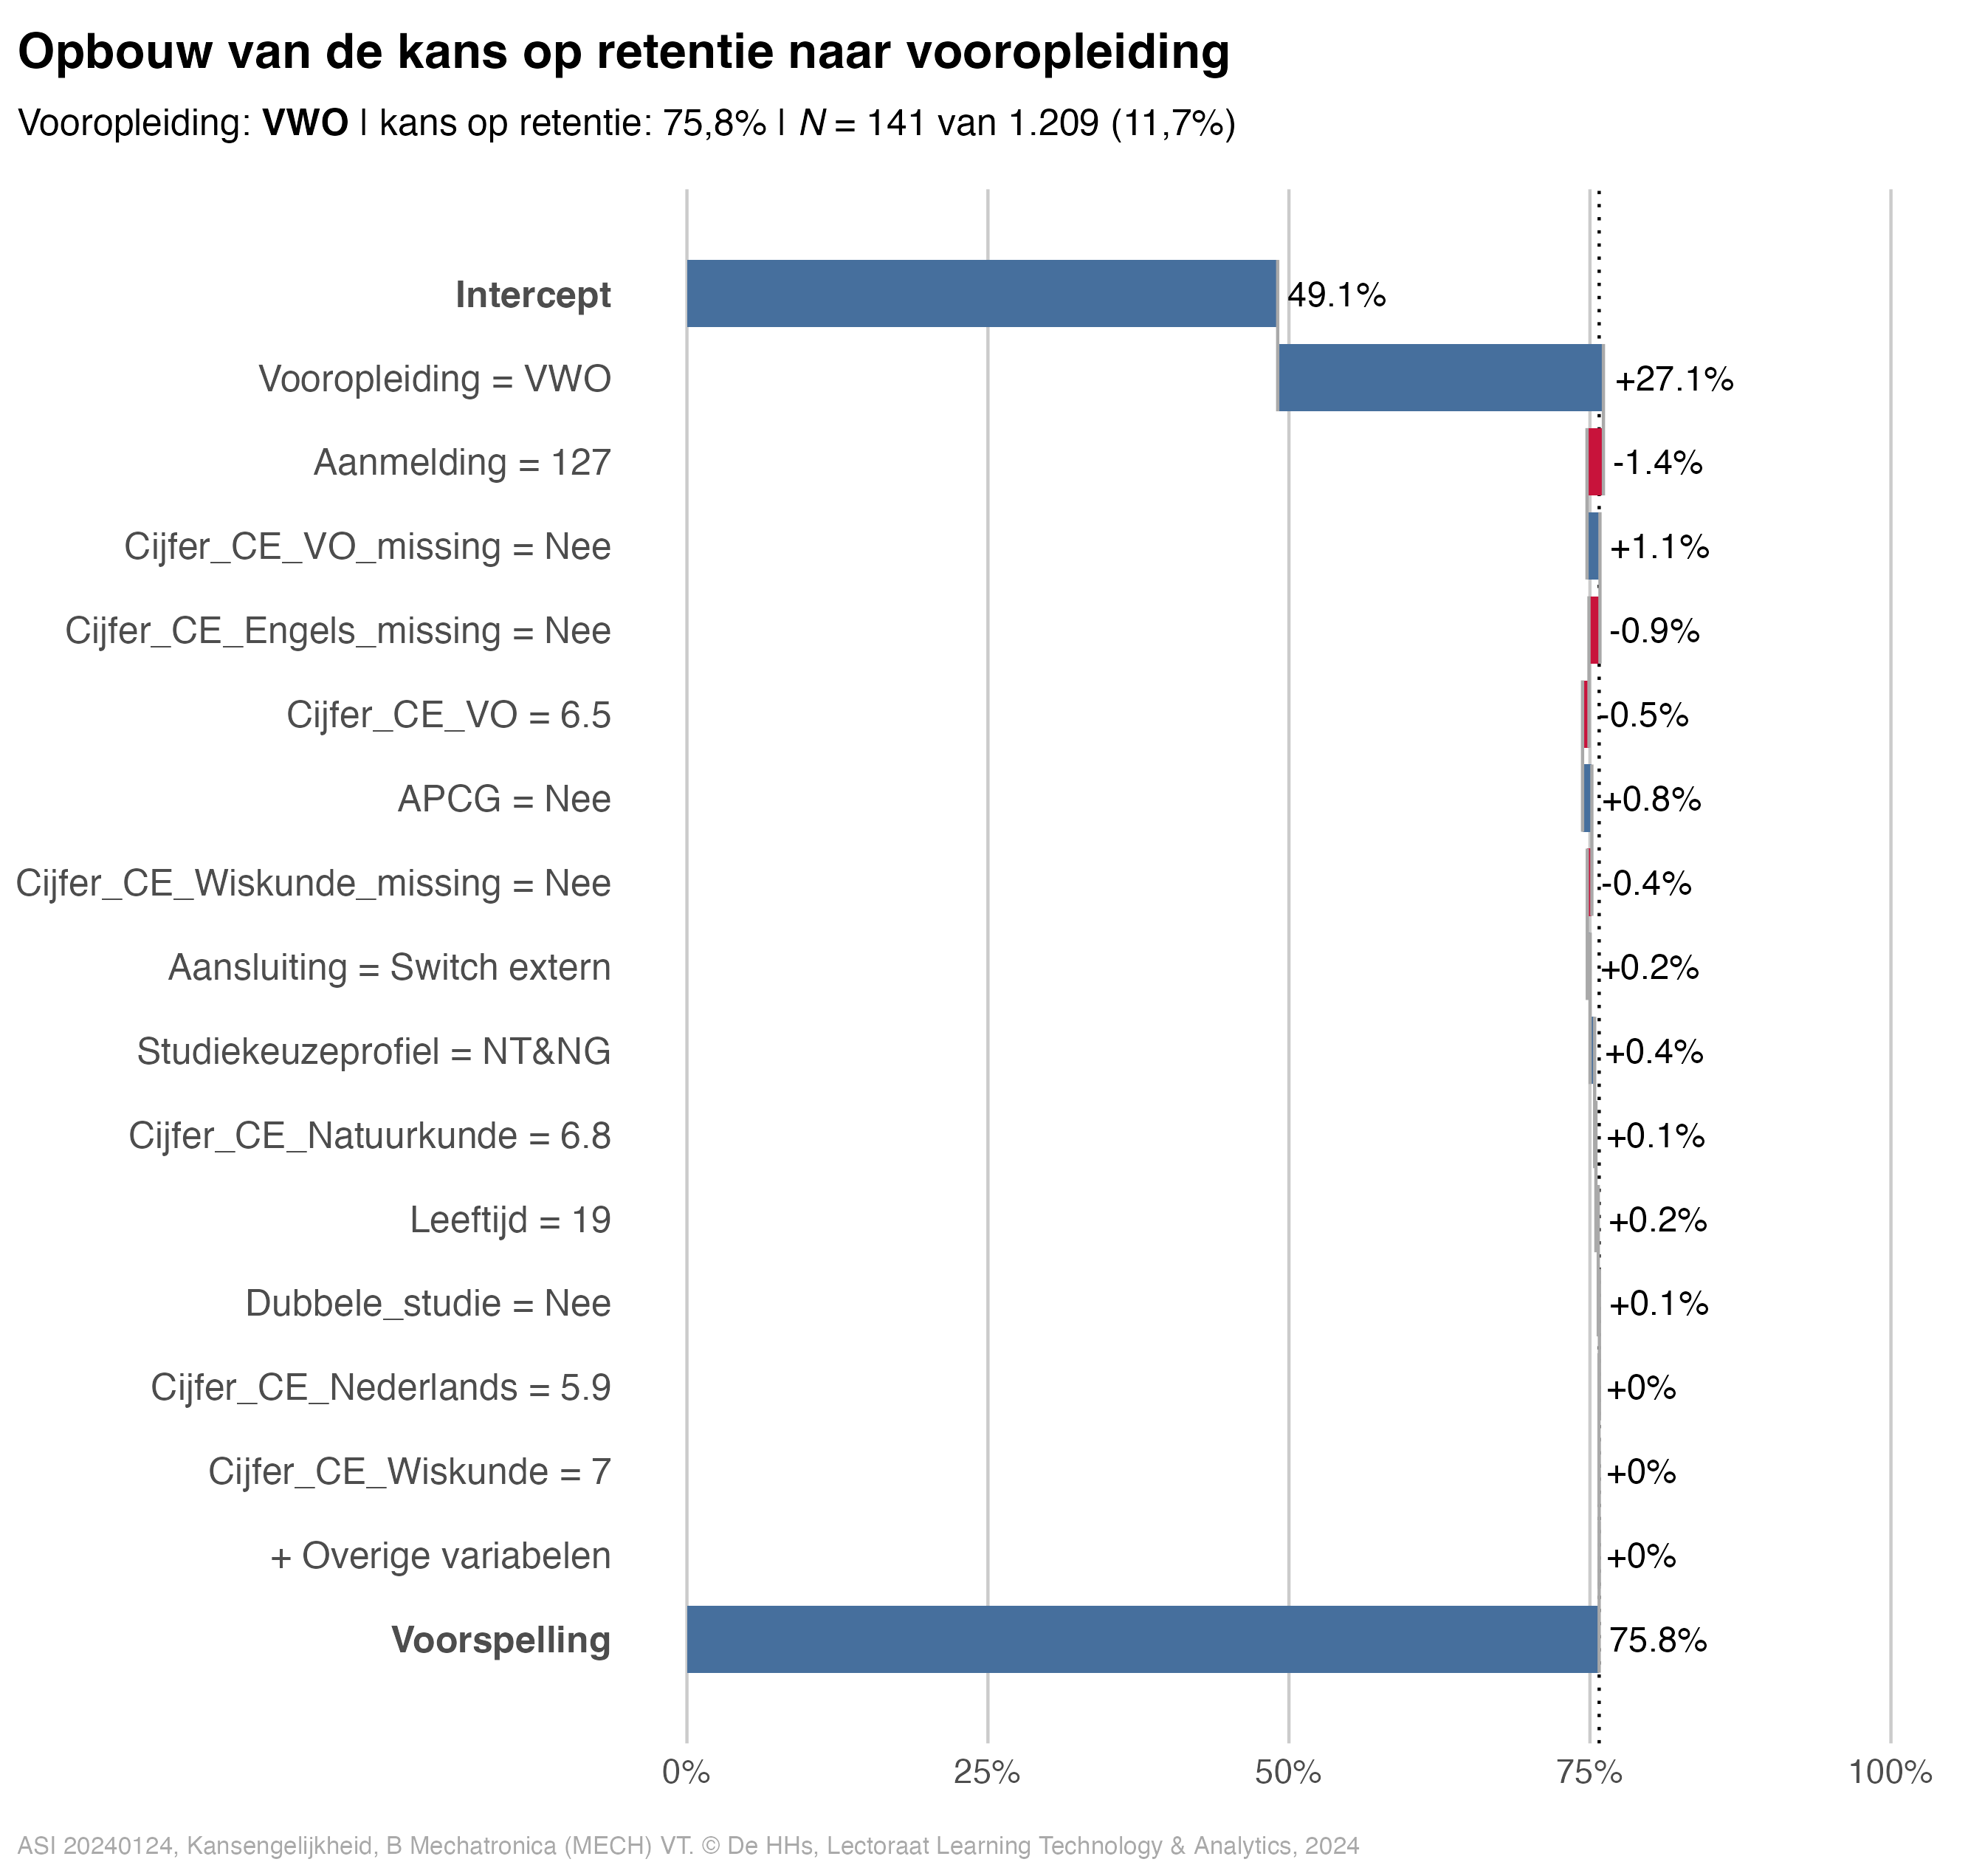 Opbouw van de kans op retentie naar vooropleiding
Vooropleiding: VWO | kans op retentie: 75,8% | N = 141 van 1.209 (11,7%)
Intercept 49.1%
Vooropleiding = VWO +27.1%
Aanmelding = 127 -1.4%
Cijfer_CE_VO_missing = Nee +1.1%
Cijfer_CE_Engels_missing = Nee -0.9%
Cijfer_CE_VO = 6.5 -0.5%
APCG = Nee +0.8%
Cijfer_CE_Wiskunde_missing = Nee -0.4%
Aansluiting = Switch extern +0.2%
Studiekeuzeprofiel = NT&NG +0.4%
Cijfer_CE_Natuurkunde = 6.8 +0.1%
Leeftijd = 19 +0.2%
Dubbele_studie = Nee +0.1%
Cijfer_CE_Nederlands = 5.9 +0%
Cijfer_CE_Wiskunde = 7 +0%
+ Overige variabelen +0%
Voorspelling 75.8%
0% 25% 50% 75% 100%
ASI 20240124, Kansengelijkheid, B Mechatronica (MECH) VT. © De HHs, Lectoraat Learning Technology & Analytics, 2024